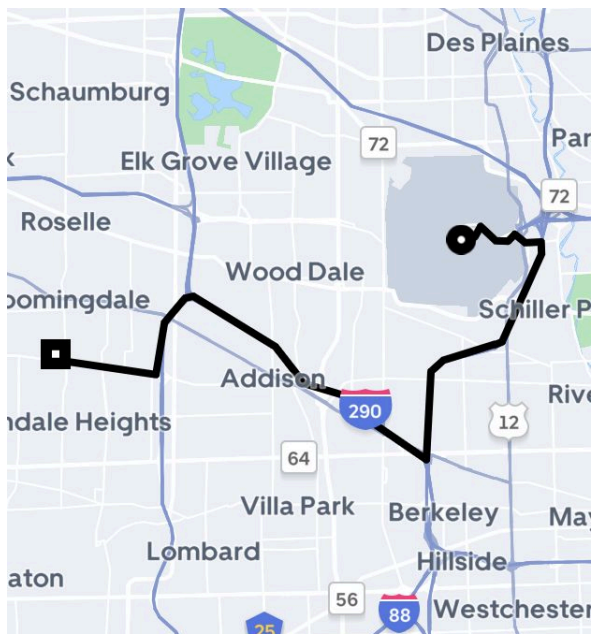 Des Plaines
Schaumburg
72
Par
k
Elk Grove Village
72
Roselle
Wood Dale
oomingdale
Schiller P
Addison
Rive
290
ndale Heights
12
64
Villa Park
Berkeley
May
Lombard
Hillside
aton
56
88
Westchester
25